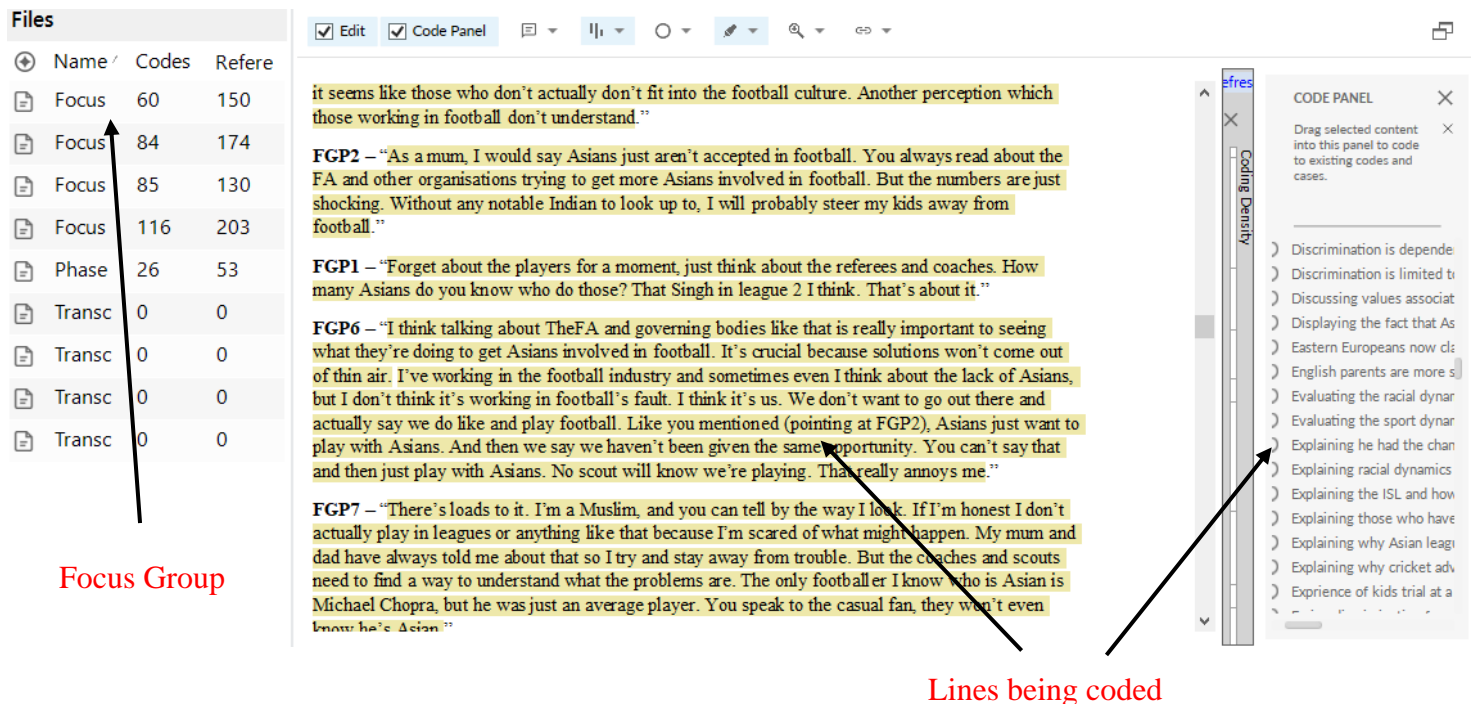 Files
Name Codes Refere
Focus 60 150
Focus 84 174
Focus 85 130
Focus 116 203
Phase 26 53
Transc 0 0
Transc 0 0
Transc 0 0
Transc 0 0
Focus Group
Edit Code Panel
it seems like those who don’t actually don’t fit into the football culture. Another perception which
those working in football don’t understand.”
FGP2 – “As a mum, I would say Asians just aren’t accepted in football. You always read about the
FA and other organisations trying to get more Asians involved in football. But the numbers are just
shocking. Without any notable Indian to look up to, I will probably steer my kids away from
football.”
FGP1 – “Forget about the players for a moment, just think about the referees and coaches. How
many Asians do you know who do those? That Singh in league 2 I think. That’s about it.”
FGP6 – “I think talking about TheFA and governing bodies like that is really important to seeing
what they’re doing to get Asians involved in football. It’s crucial because solutions won’t come out
of thin air. I’ve working in the football industry and sometimes even I think about the lack of Asians,
but I don’t think it’s working in football’s fault. I think it’s us. We don’t want to go out there and
actually say we do like and play football. Like you mentioned (pointing at FGP2), Asians just want to
play with Asians. And then we say we haven’t been given the same opportunity. You can’t say that
and then just play with Asians. No scout will know we’re playing. That really annoys me.”
FGP7 – “There’s loads to it. I’m a Muslim, and you can tell by the way I look. If I’m honest I don’t
actually play in leagues or anything like that because I’m scared of what might happen. My mum and
dad have always told me about that so I try and stay away from trouble. But the coaches and scouts
need to find a way to understand what the problems are. The only footballer I know who is Asian is
Michael Chopra, but he was just an average player. You speak to the casual fan, they won’t even
know he’s Asian.”
efres
Coding Density
CODE PANEL
Drag selected content
into this panel to code
to existing codes and
cases.
Discrimination is depende
Discrimination is limited to
Discussing values associat
Displaying the fact that As
Eastern Europeans now cla
English parents are more s
Evaluating the racial dynar
Evaluating the sport dynar
Explaining he had the chan
Explaining racial dynamics
Explaining the ISL and how
Explaining those who have
Explaining why Asian leagu
Explaining why cricket adv
Exprience of kids trial at a
Lines being coded